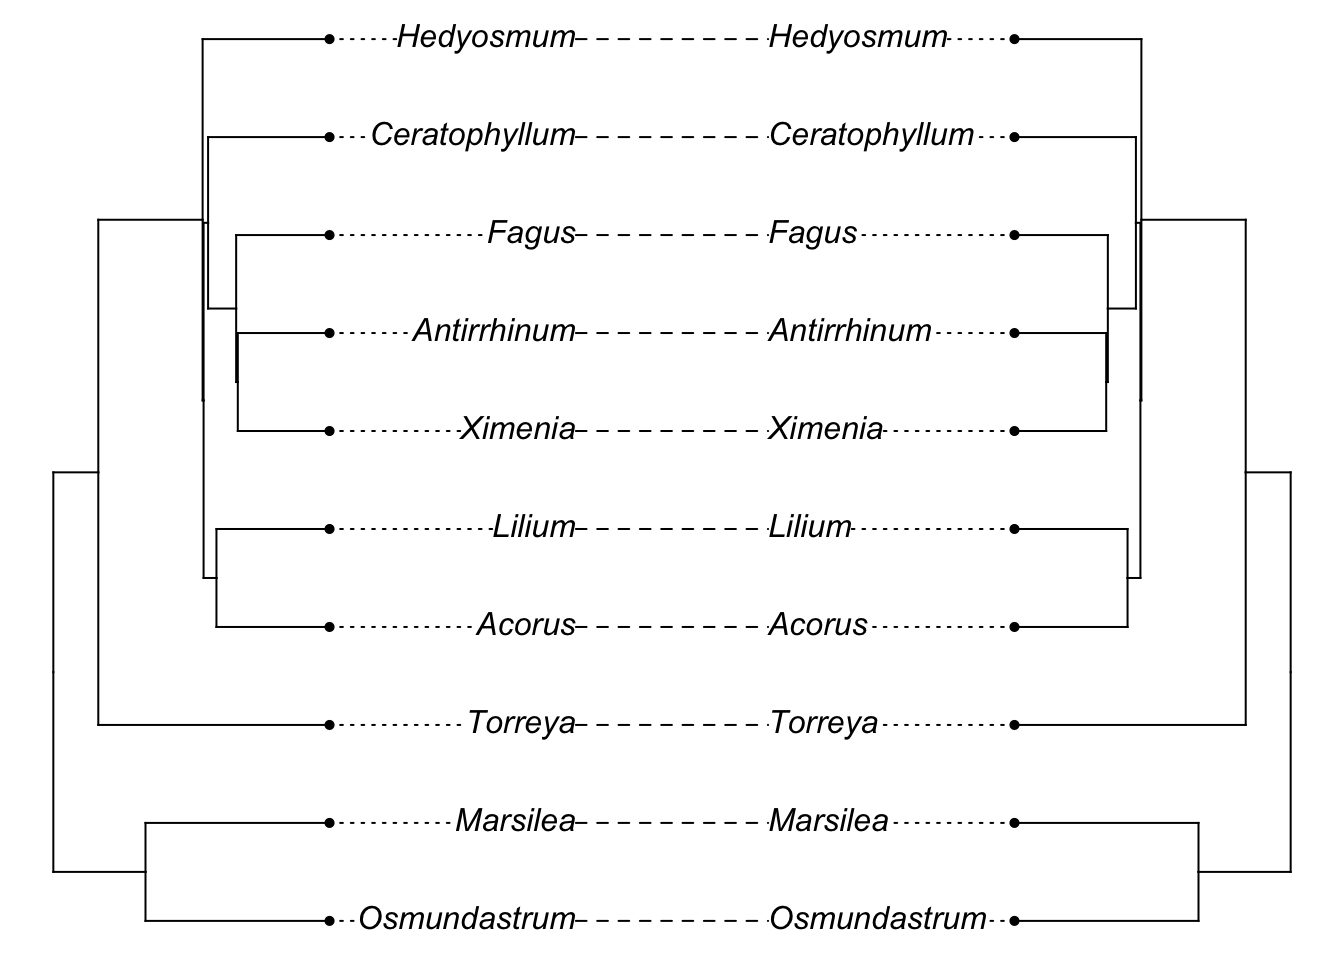 Hedyosmum Hedyosmum
Ceratophyllum Ceratophyllum
Fagus Fagus
Antirrhinum Antirrhinum
Ximenia Ximenia
Lilium Lilium
Acorus Acorus
Torreya Torreya
Marsilea Marsilea
Osmundastrum Osmundastrum